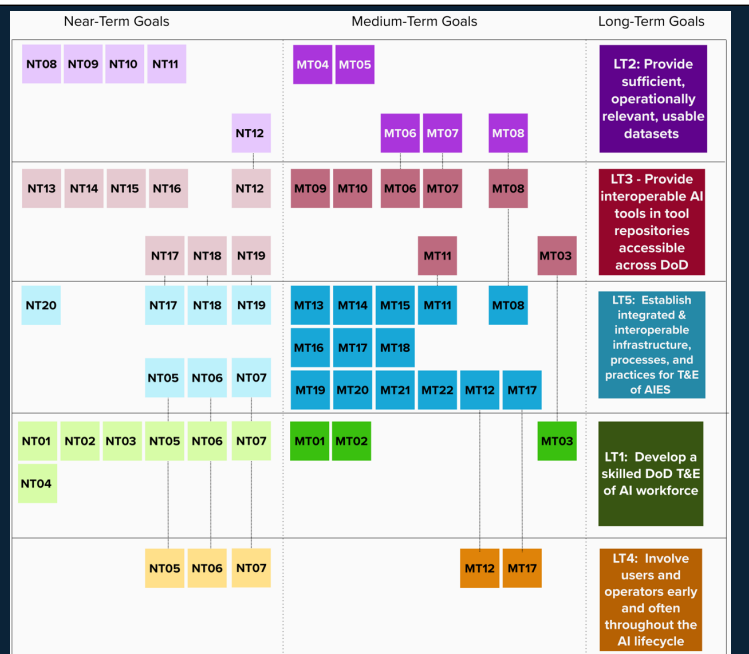 Near-Term Goals Medium-Term Goals Long-Term Goals
NT08 NT09 NT10 NT11 MT04 MT05
NT12 MT06 MT07 MT08
LT2: Provide
sufficient,
operationally
relevant, usable
datasets
NT13 NT14 NT15 NT16 NT12 MT09 MT10 MT06 MT07 MT08
NT17 NT18 NT19 MT11 MT03
LT3 - Provide
interoperable AI
tools in tool
repositories
accessible
across DoD
NT20 NT17 NT18 NT19 MT13 MT14 MT15 MT11 MT08
MT16 MT17 MT18
NT05 NT06 NT07 MT19 MT20 MT21 MT22 MT12 MT17
LT5: Establish
integrated &
interoperable
infrastructure,
processes, and
practices for T&E
of AIES
NT01 NT02 NT03 NT05 NT06 NT07 MT01 MT02 MT03
NT04
LT1: Develop a
skilled DoD T&E
of AI workforce
NT05 NT06 NT07 MT12 MT17
LT4: Involve
users and
operators early
and often
throughout the
AI lifecycle